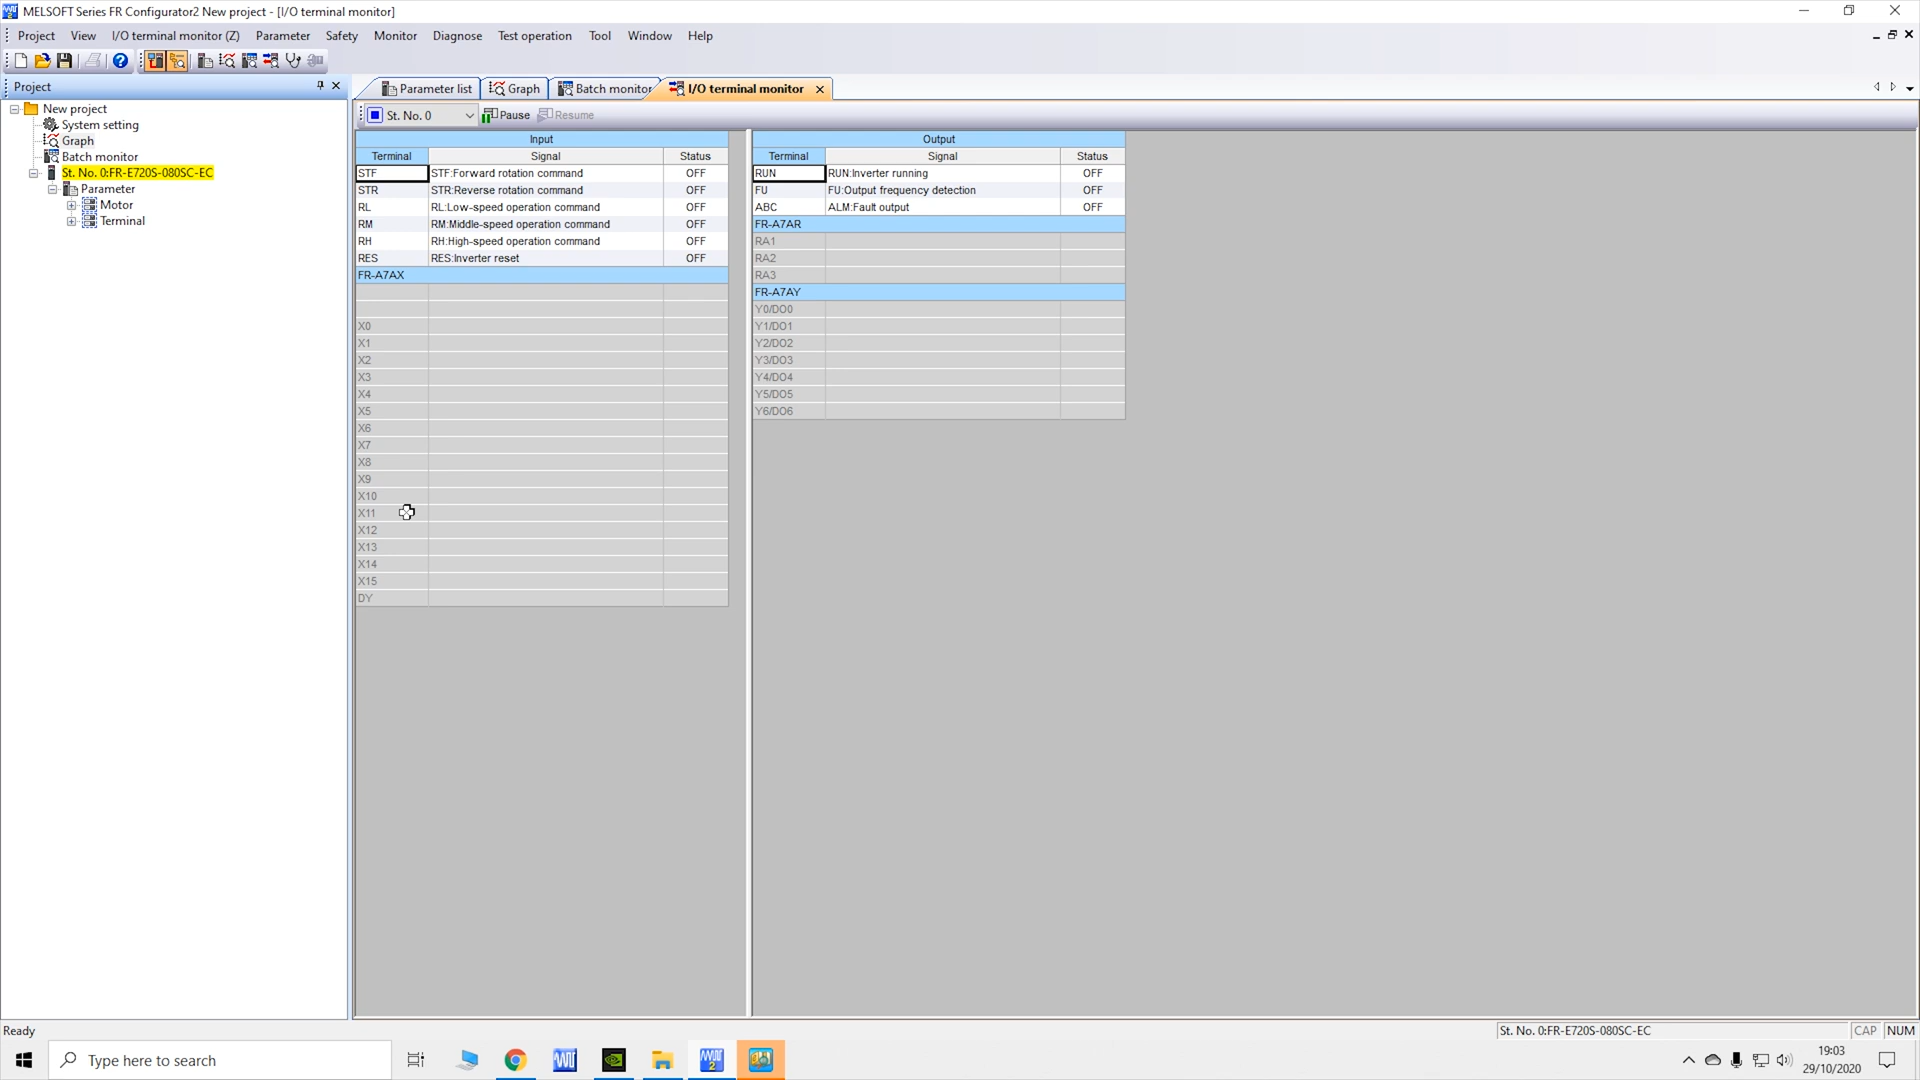 MELSOFT Series FR Configurator2 New project - [I/O terminal monitor]
Project View I/O terminal monitor (Z) Parameter Safety Monitor Diagnose Test operation Tool Window Help
Project
Parameter list Graph Batch monitor I/O terminal monitor
New project
System setting
Graph
Batch monitor
St. No. 0:FR-E720S-080SC-EC
Parameter
Motor
Terminal
St. No. 0 Pause Resume
Input
Terminal Signal Status
STF STF:Forward rotation command OFF
STR STR:Reverse rotation command OFF
RL RL:Low-speed operation command OFF
RM RM:Middle-speed operation command OFF
RH RH:High-speed operation command OFF
RES RES:Inverter reset OFF
FR-A7AX
X0
X1
X2
X3
X4
X5
X6
X7
X8
X9
X10
X11
X12
X13
X14
X15
DY
Output
Terminal Signal Status
RUN RUN:Inverter running OFF
FU FU:Output frequency detection OFF
ABC ALM:Fault output OFF
FR-A7AR
RA1
RA2
RA3
FR-A7AY
Y0/DO0
Y1/DO1
Y2/DO2
Y3/DO3
Y4/DO4
Y5/DO5
Y6/DO6
Ready St. No. 0:FR-E720S-080SC-EC CAP NUM
Type here to search
19:03
29/10/2020